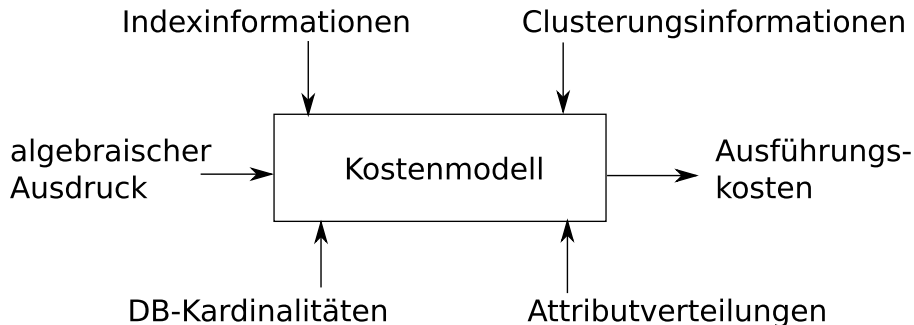 Indexinformationen
Clusterungsinformationen
algebraischer
Ausdruck
Kostenmodell
Ausführungs-
kosten
DB-Kardinalitäten
Attributverteilungen